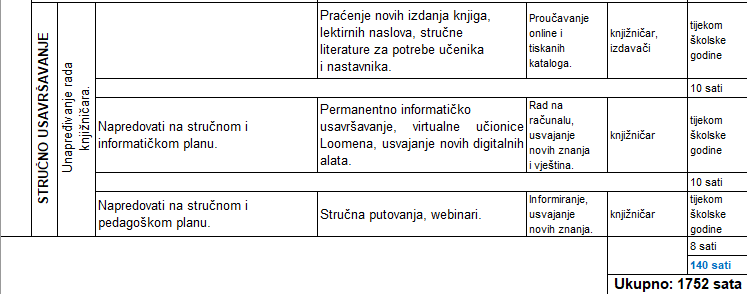 STRUČNO USAVRŠAVANJE
Unapređivanje rada
knjižničara.
Praćenje novih izdanja knjiga,
lektirnih naslova, stručne
literature za potrebe učenika
i nastavnika.
Proučavanje
online i
tiskanih
kataloga.
knjižničar,
izdavači
tijekom
školske
godine
10 sati
Napredovati na stručnom i
informatičkom planu.
Permanentno informatičko
usavršavanje, virtualne učionice
Loomena, usvajanje novih digitalnih
alata.
Rad na
računalu,
usvajanje
novih znanja
i vještina.
knjižničar
tijekom
školske
godine
10 sati
Napredovati na stručnom i
pedagoškom planu.
Stručna putovanja, webinari.
Informiranje,
usvajanje
novih znanja.
knjižničar
tijekom
školske
godine
8 sati
140 sati
Ukupno: 1752 sata